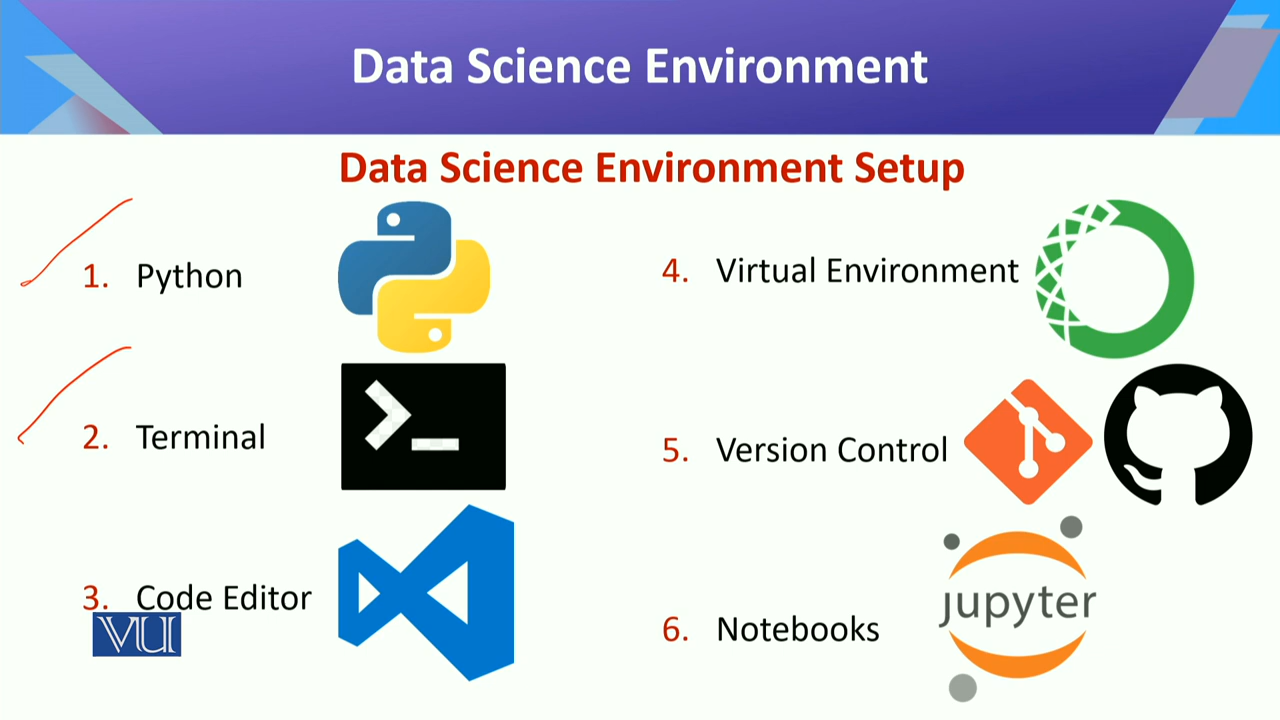 Data Science Environment
Data Science Environment Setup
1. Python
2. Terminal
3. Code Editor
VU
4. Virtual Environment
5. Version Control
6. Notebooks
jupyter